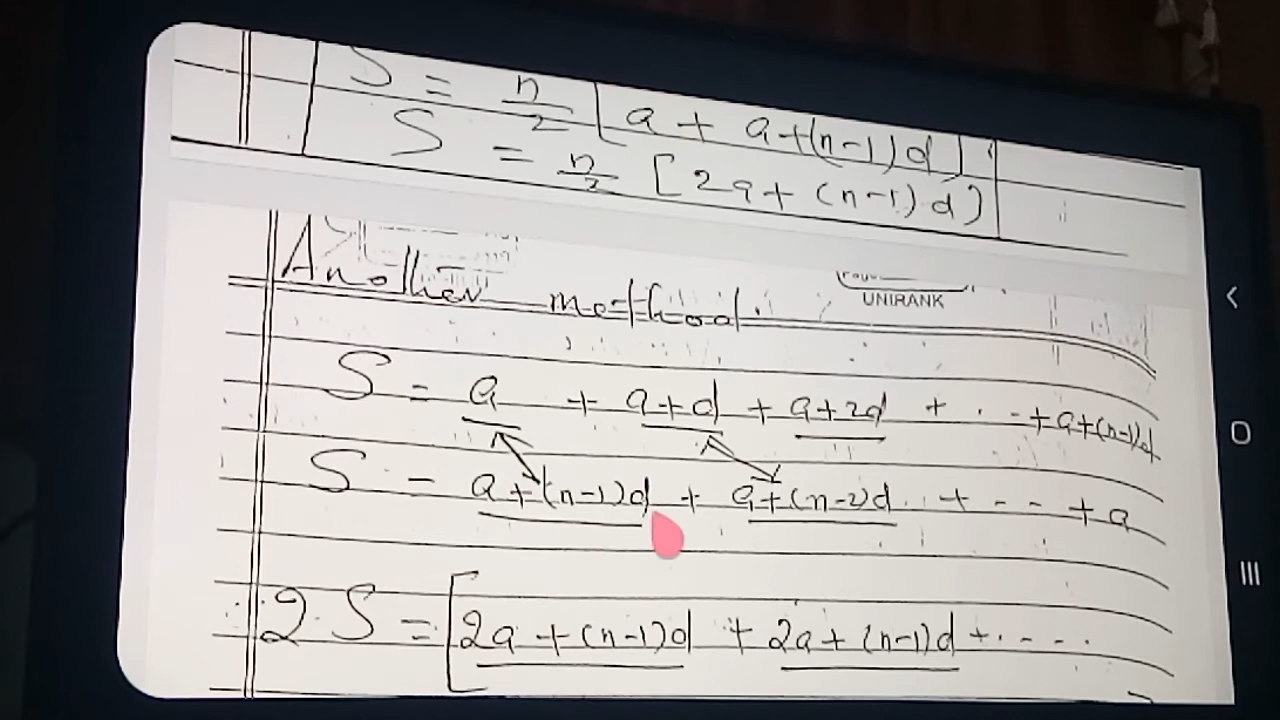 S = n/2 [a + a+(n-1)d]
S = n/2 [2a+(n-1)d)
Another method.
UNIRANK
S = a + a+d + a+2d + . -- + a+(n-1)d
S = a+(n-1)d + a+(n-2)d + - - + a
2S = [2a+(n-1)d + 2a+(n-1)d + . - - .